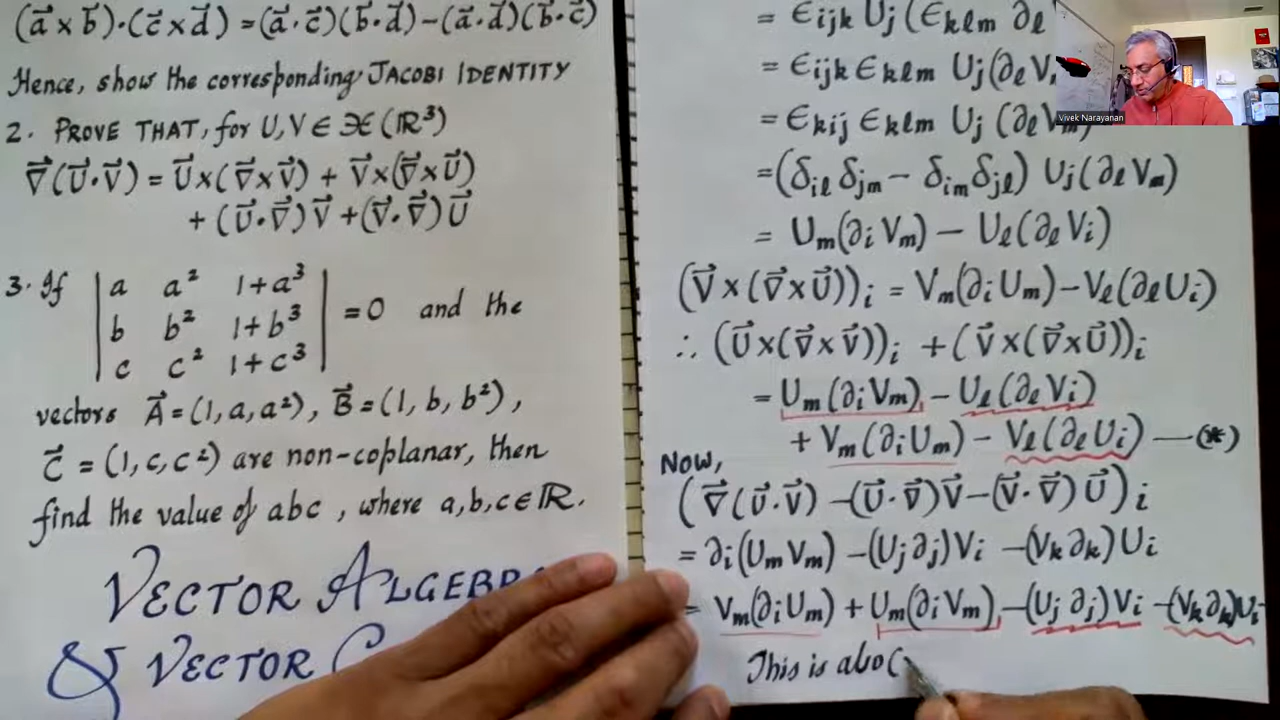 (a⃗ × b⃗)·(c⃗ × d⃗) = (a⃗·c⃗)(b⃗·d⃗) − (a⃗·d⃗)(b⃗·c⃗)
Hence, show the corresponding JACOBI IDENTITY
2. PROVE THAT, for U, V ∈ 𝔛(ℝ³)
∇⃗(U⃗·V⃗) = U⃗×(∇⃗×V⃗) + V⃗×(∇⃗×U⃗)
+ (U⃗·∇⃗)V⃗ + (V⃗·∇⃗)U⃗
3. If | a a² 1+a³ |
| b b² 1+b³ | = 0 and the
| c c² 1+c³ |
vectors A⃗ = (1, a, a²), B⃗ = (1, b, b²),
C⃗ = (1, c, c²) are non-coplanar, then
find the value of abc, where a, b, c ∈ ℝ.
VECTOR ALGEBR
& VECTOR
= ϵijk Uj (ϵklm ∂l
= ϵijk ϵklm Uj (∂l V
= ϵkij ϵklm Uj (∂l Vm)
= (δil δjm − δim δjl) Uj (∂l Vm)
= Um(∂i Vm) − Ul(∂l Vi)
(V⃗×(∇⃗×U⃗))i = Vm(∂i Um) − Vl(∂l Ui)
∴ (U⃗×(∇⃗×V⃗))i + (V⃗×(∇⃗×U⃗))i
= Um(∂i Vm) − Ul(∂l Vi)
+ Vm(∂i Um) − Vl(∂l Ui) — (*)
Now,
(∇⃗(U⃗·V⃗) − (U⃗·∇⃗)V⃗ − (V⃗·∇⃗)U⃗)i
= ∂i(Um Vm) − (Uj ∂j)Vi − (Vk ∂k)Ui
= Vm(∂i Um) + Um(∂i Vm) − (Uj ∂j)Vi − (Vk ∂k)Ui
This is also (
Vivek Narayanan